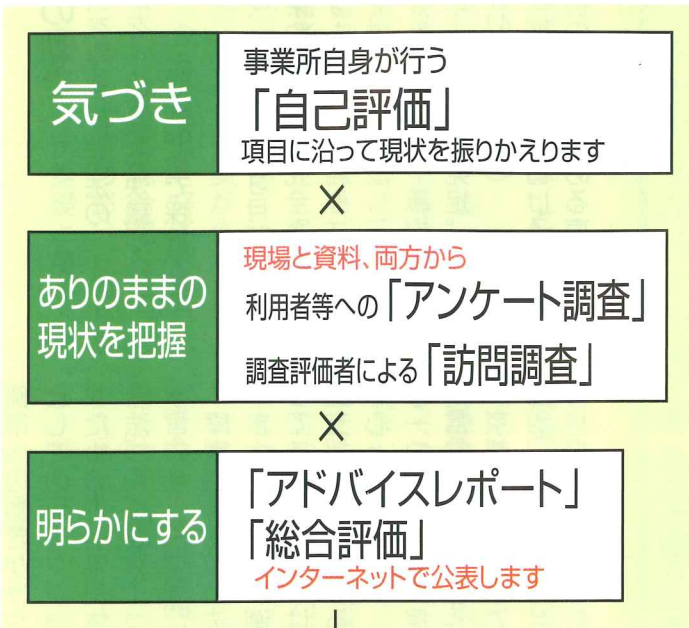 気づき
事業所自身が行う
「自己評価」
項目に沿って現状を振りかえります
×
ありのままの
現状を把握
現場と資料、両方から
利用者等への「アンケート調査」
調査評価者による「訪問調査」
×
明らかにする
「アドバイスレポート」
「総合評価」
インターネットで公表します